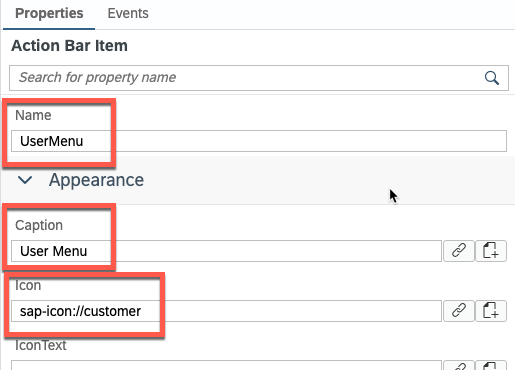 Properties Events
Action Bar Item
Search for property name
Name
UserMenu
Appearance
Caption
User Menu
Icon
sap-icon://customer
IconText